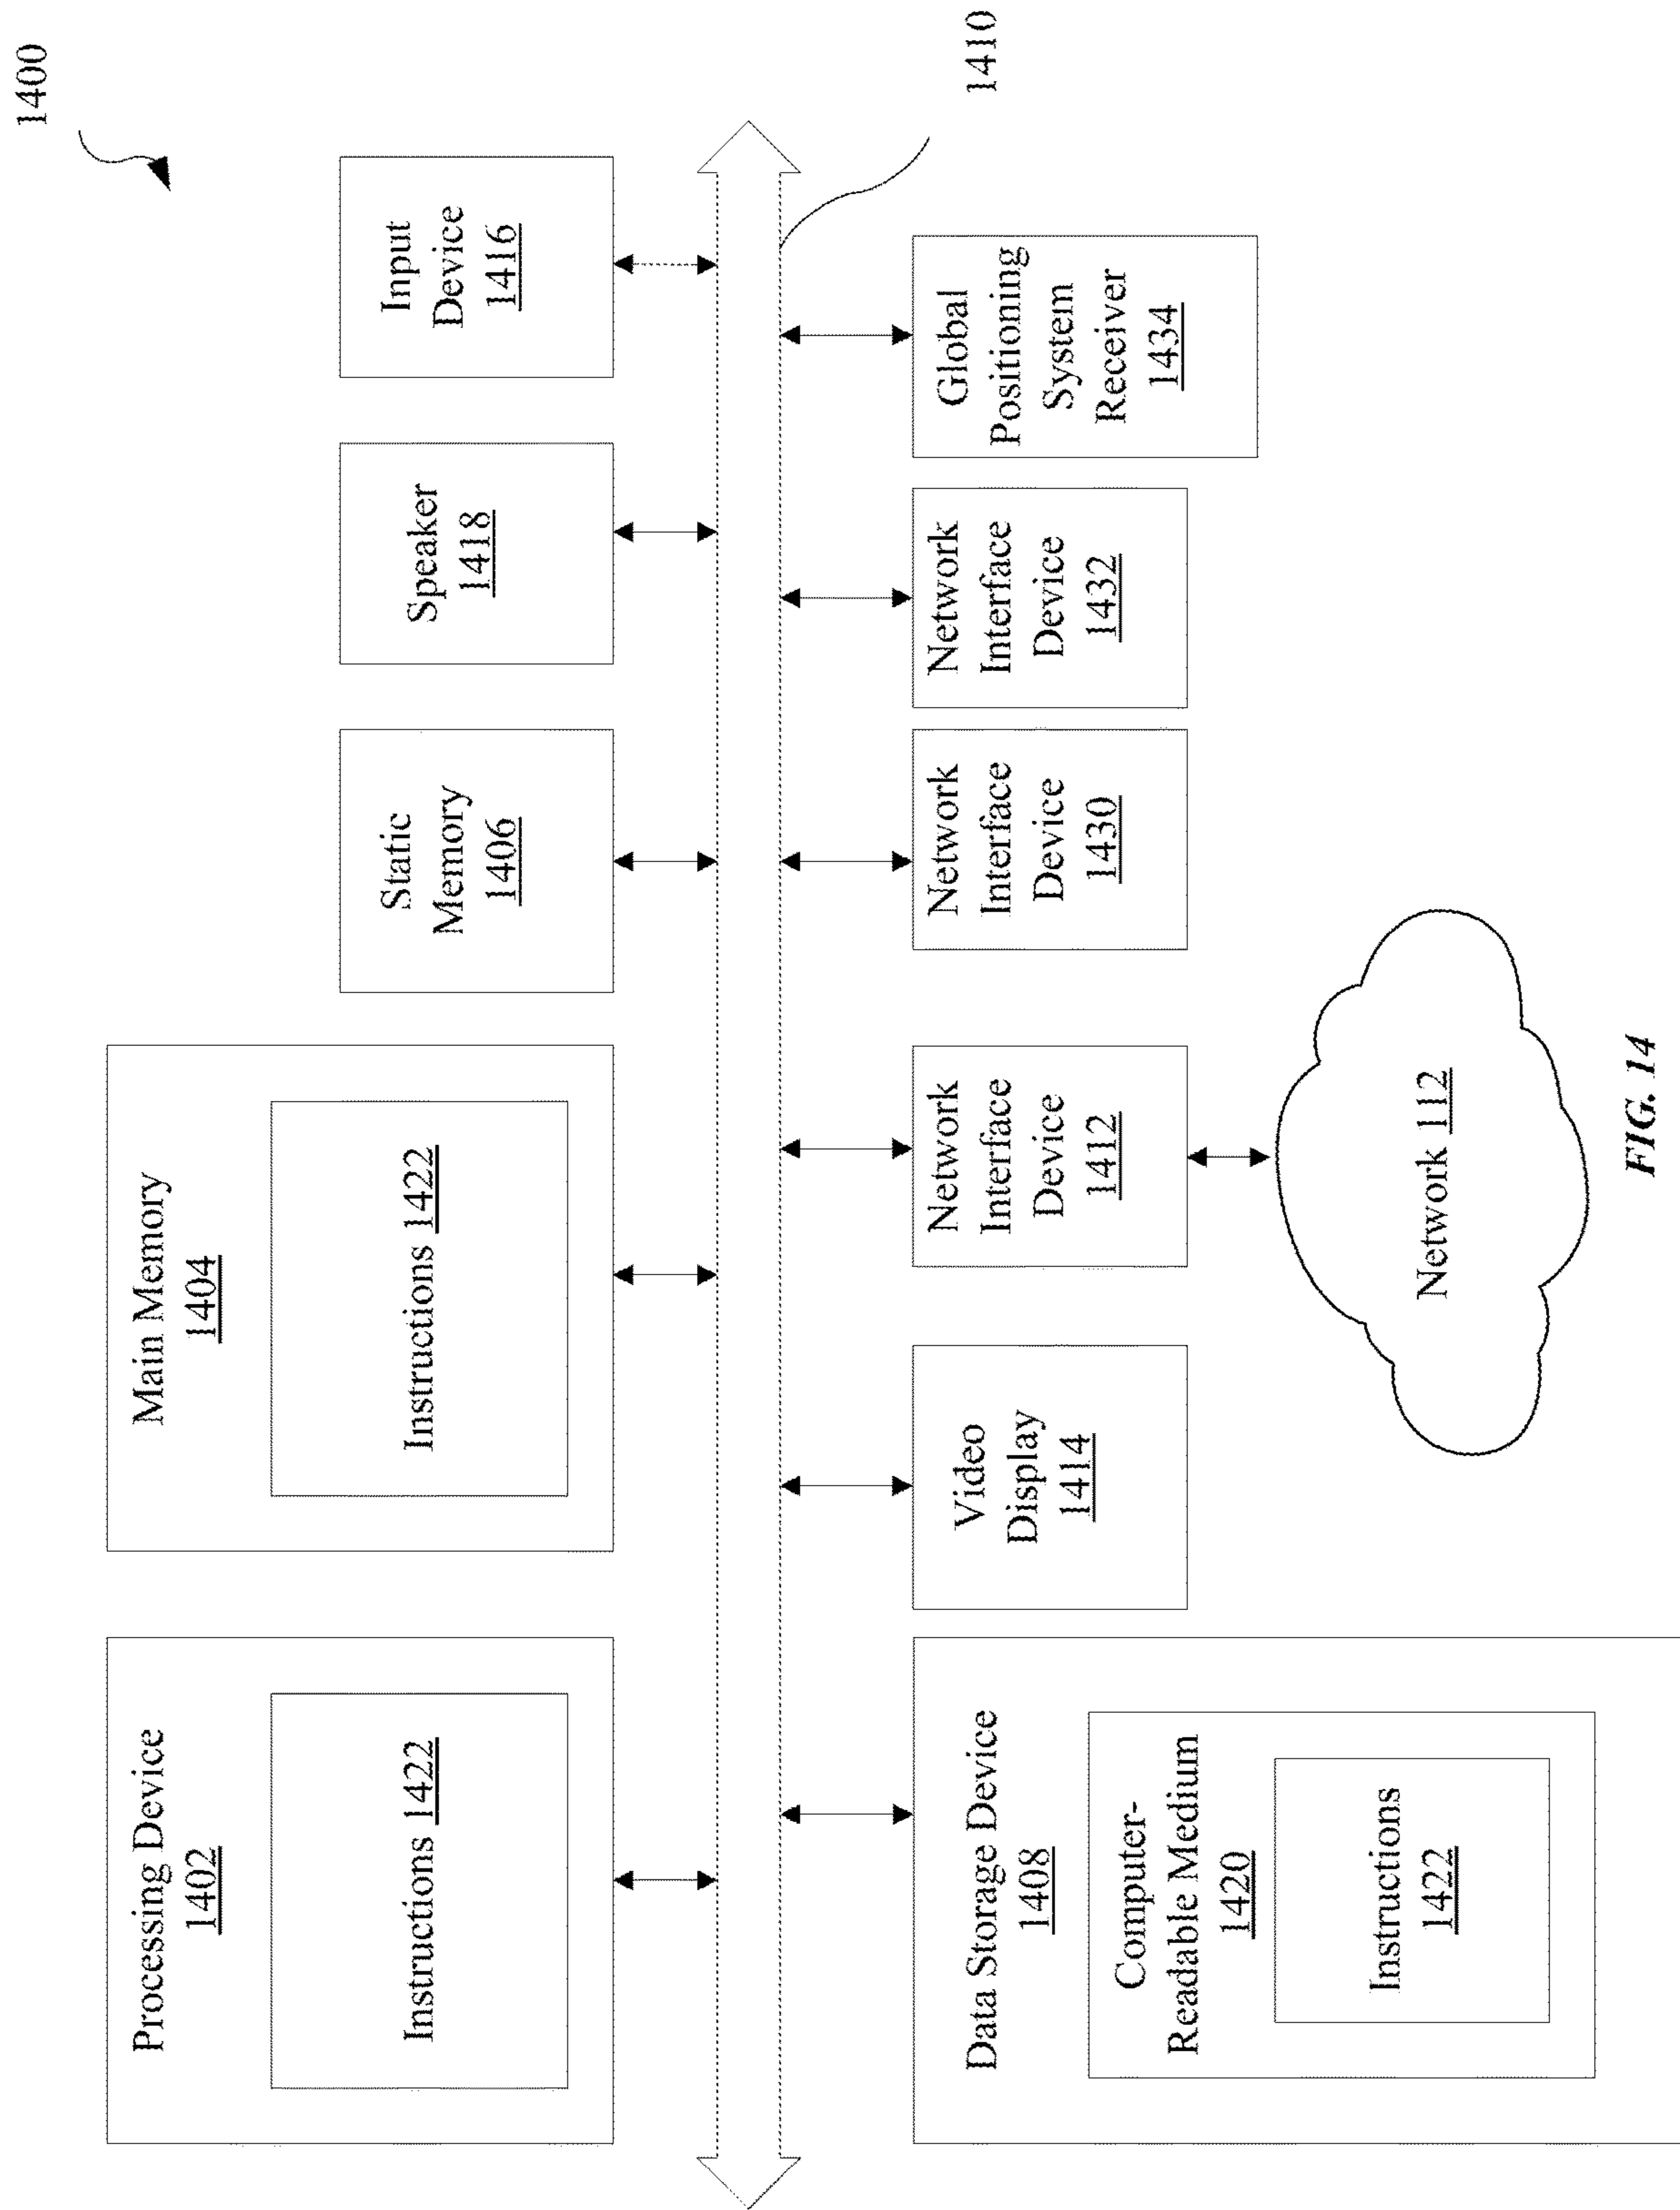 1400
Processing Device
1402
Instructions 1422
Main Memory
1404
Instructions 1422
Static
Memory
1406
Speaker
1418
Input
Device
1416
1410
Data Storage Device
1408
Computer-
Readable Medium
1420
Instructions
1422
Video
Display
1414
Network
Interface
Device
1412
Network
Interface
Device
1430
Network
Interface
Device
1432
Global
Positioning
System
Receiver
1434
Network 112
FIG. 14